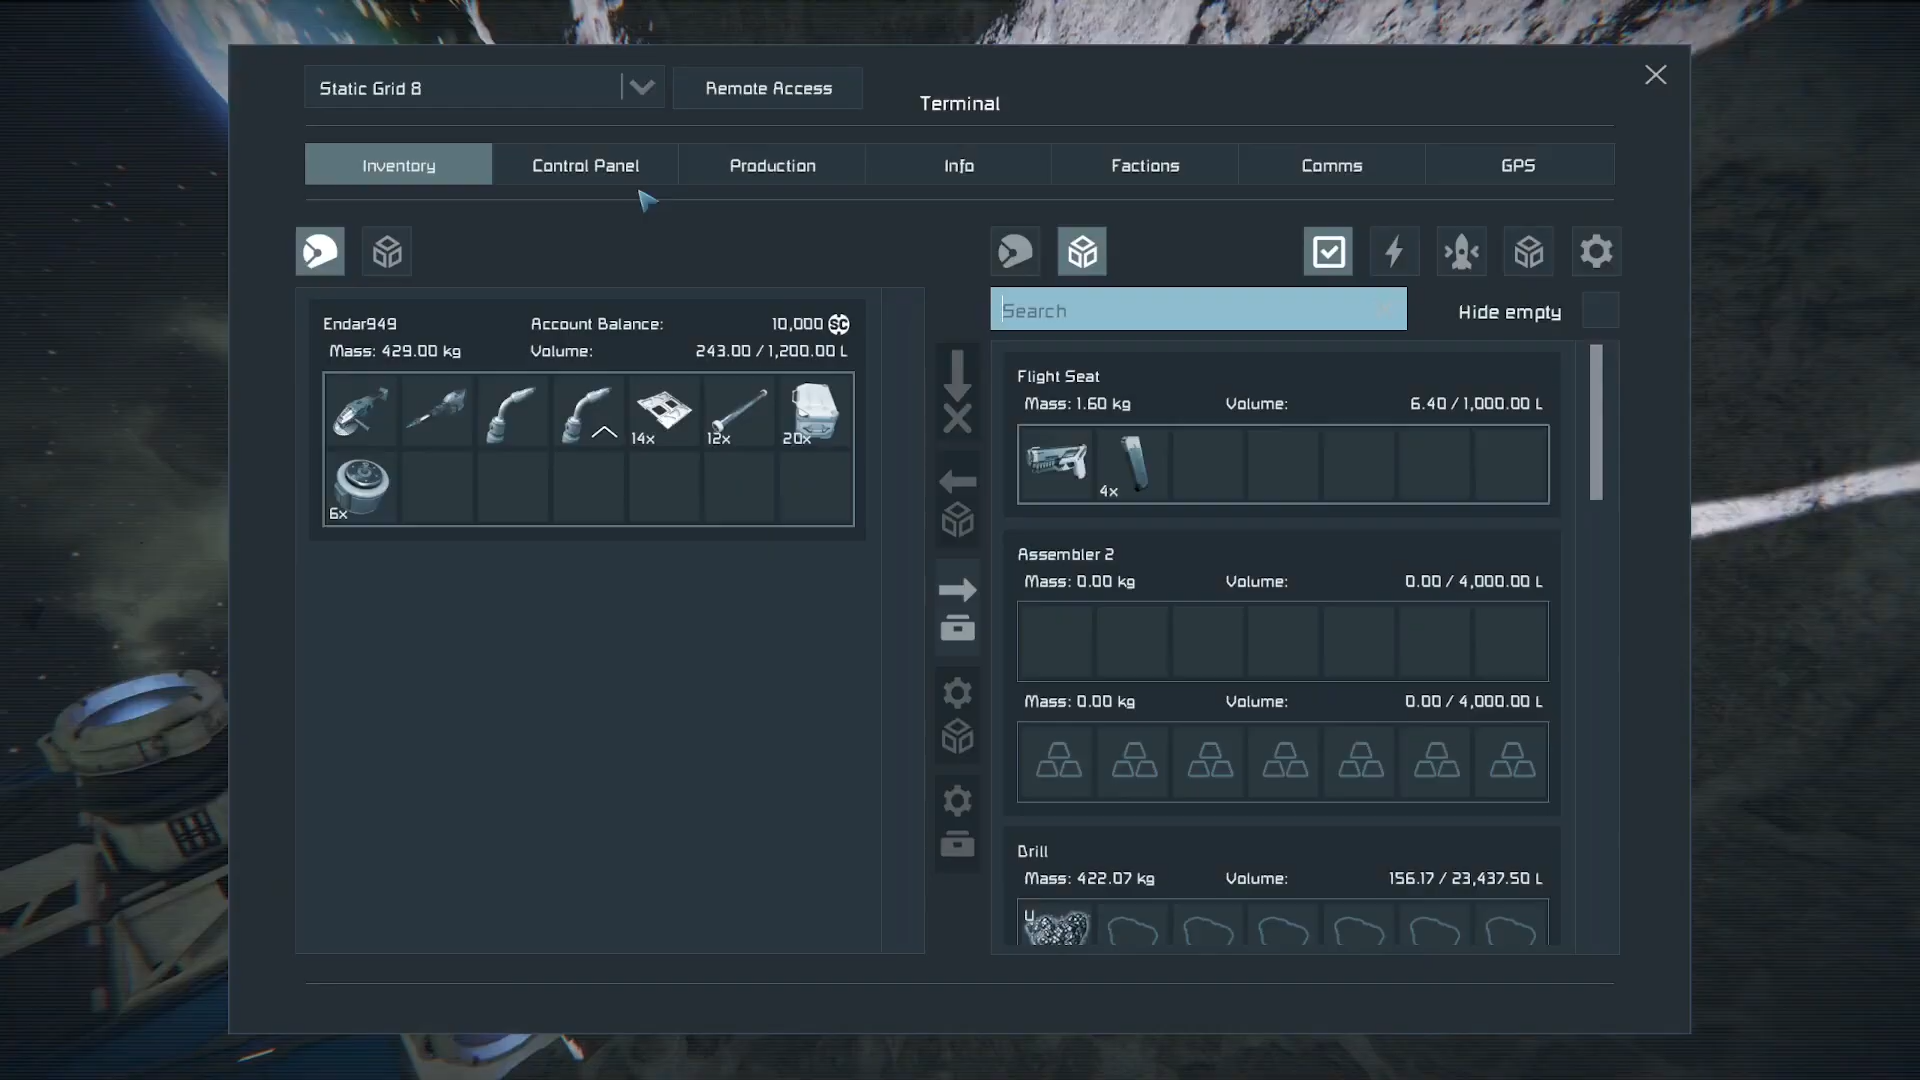 Static Grid 8
Remote Access
Terminal
Inventory
Control Panel
Production
Info
Factions
Comms
GPS
Search
Hide empty
Endar949
Account Balance:
10,000 SC
Mass: 429.00 kg
Volume:
243.00 / 1,200.00 L
14x
12x
20x
6x
Flight Seat
Mass: 1.60 kg
Volume:
6.40 / 1,000.00 L
4x
Assembler 2
Mass: 0.00 kg
Volume:
0.00 / 4,000.00 L
Mass: 0.00 kg
Volume:
0.00 / 4,000.00 L
Drill
Mass: 422.07 kg
Volume:
156.17 / 23,437.50 L
U